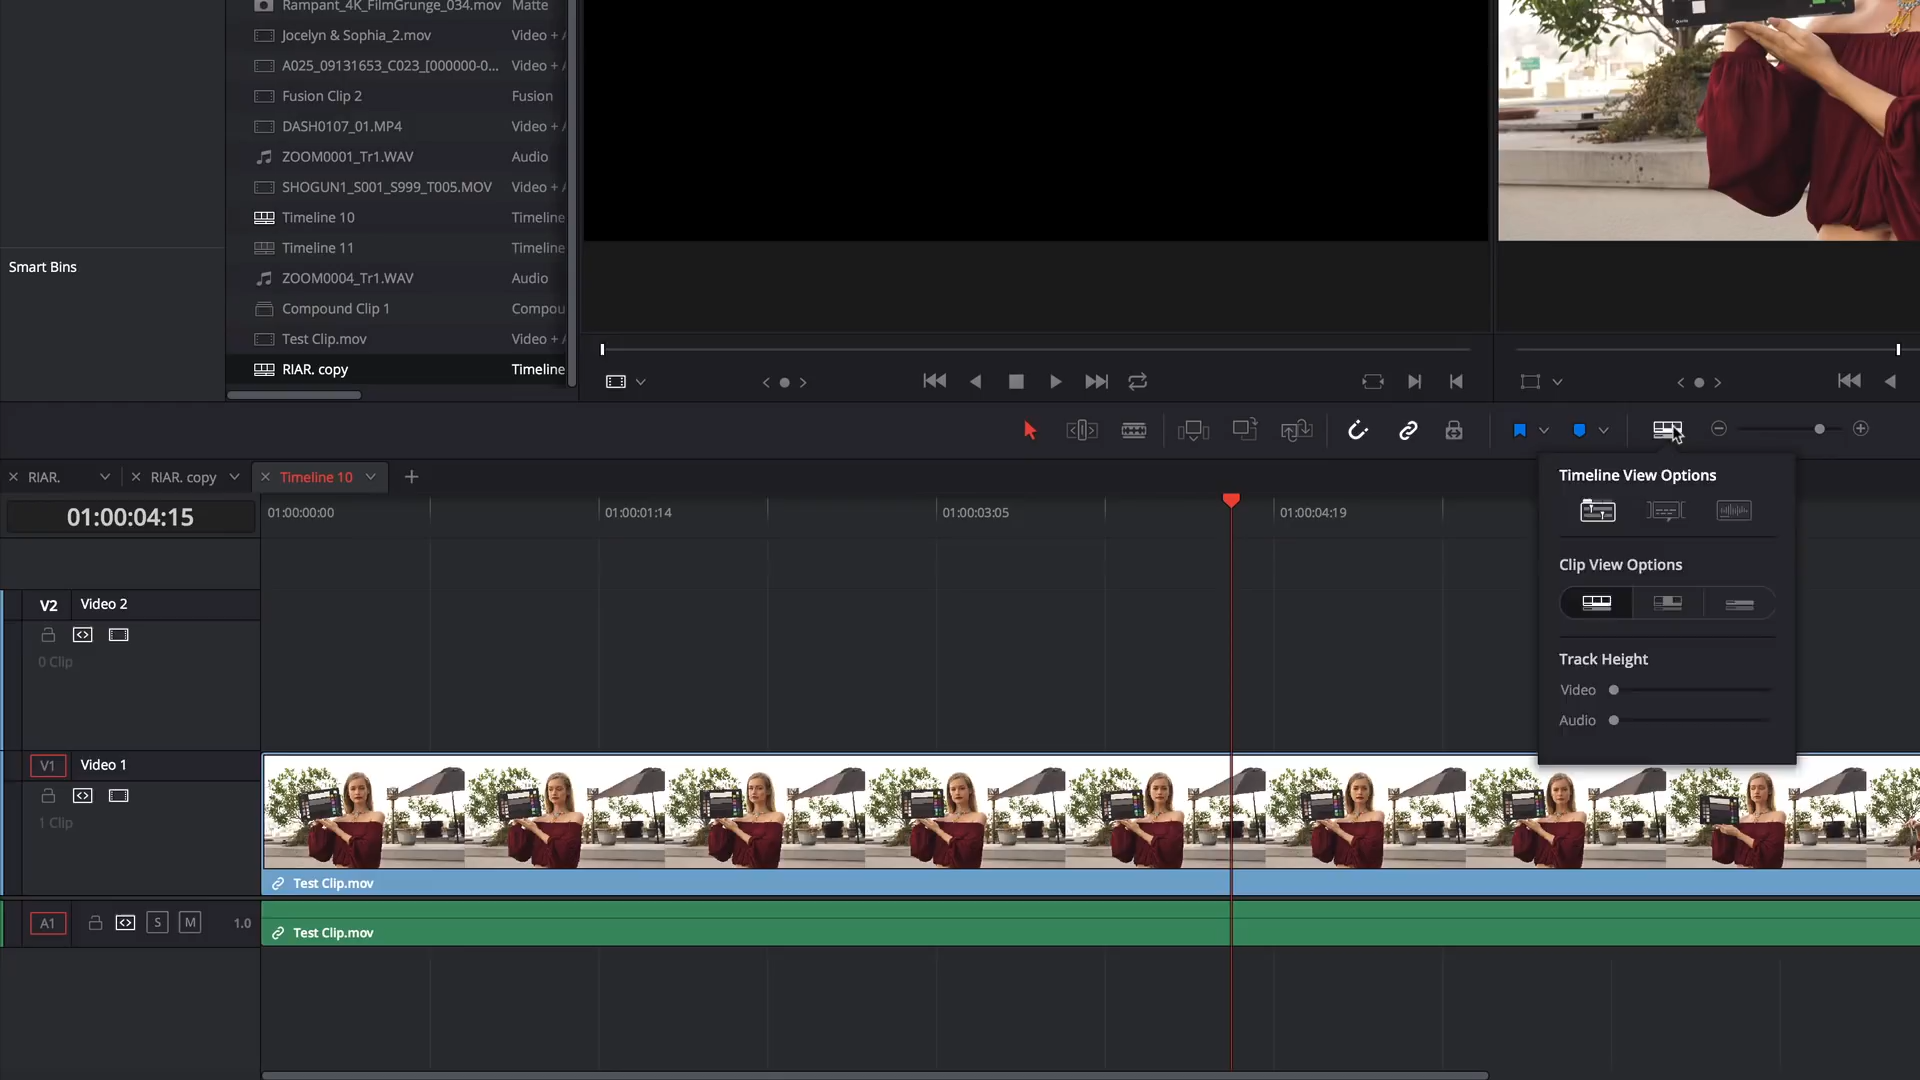 Rampant_4K_FilmGrunge_034.mov Matte
Jocelyn & Sophia_2.mov Video + A
A025_09131653_C023_[000000-0... Video + A
Fusion Clip 2 Fusion
DASH0107_01.MP4 Video + A
ZOOM0001_Tr1.WAV Audio
SHOGUN1_S001_S999_T005.MOV Video + A
Timeline 10 Timeline
Timeline 11 Timeline
Smart Bins
ZOOM0004_Tr1.WAV Audio
Compound Clip 1 Compou
Test Clip.mov Video + A
RIAR. copy Timeline
RIAR. RIAR. copy Timeline 10
Timeline View Options
01:00:04:15 01:00:00:00 01:00:01:14 01:00:03:05 01:00:04:19
Clip View Options
V2 Video 2
0 Clip
Track Height
Video
Audio
V1 Video 1
1 Clip
Test Clip.mov
A1 S M 1.0
Test Clip.mov